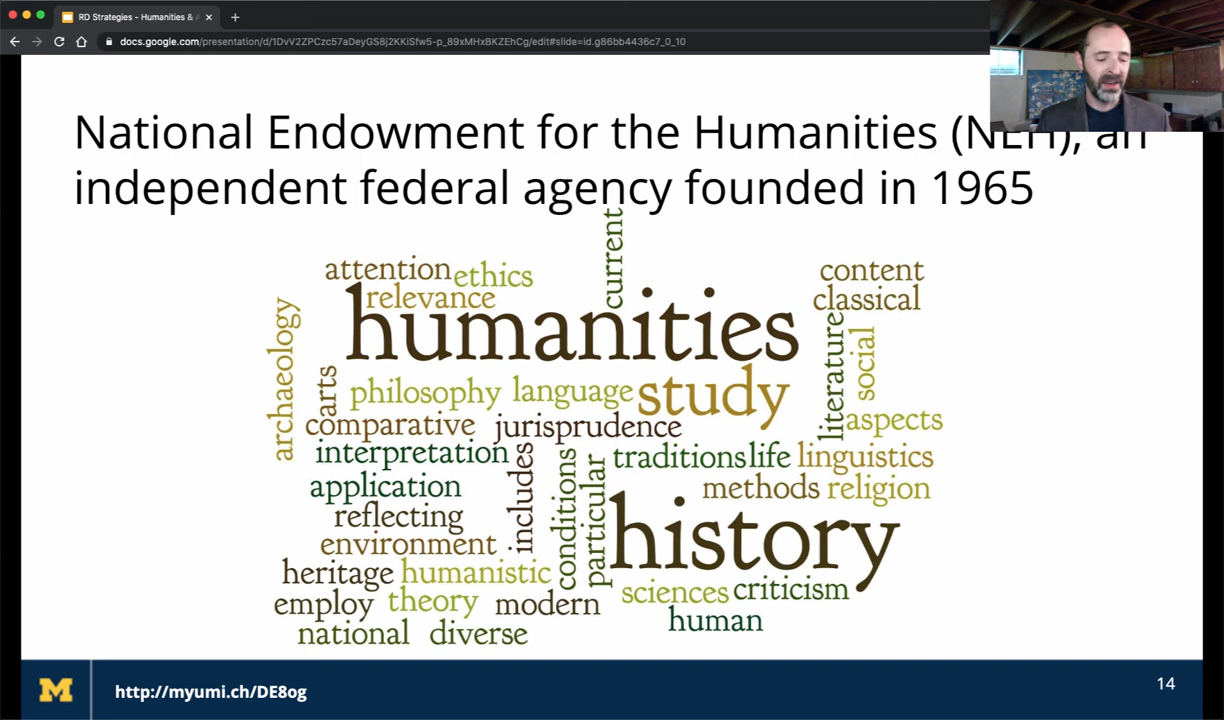 RD Strategies - Humanities & A
docs.google.com/presentation/d/1DvV2ZPCzc57aDeyGS8j2KKiSfw5-p_89xMHxBKZEhCg/edit#slide=id.g86bb4436c7_0_10
National Endowment for the Humanities (NEH), an
independent federal agency founded in 1965
current
attention
ethics
content
relevance
classical
humanities
archaeology
literature
social
arts
philosophy
language
study
comparative
jurisprudence
aspects
interpretation
includes
conditions
particular
traditions
life
linguistics
application
methods
religion
reflecting
history
environment
heritage
humanistic
sciences
criticism
employ
theory
modern
human
national
diverse
M
http://myumi.ch/DE8og
14